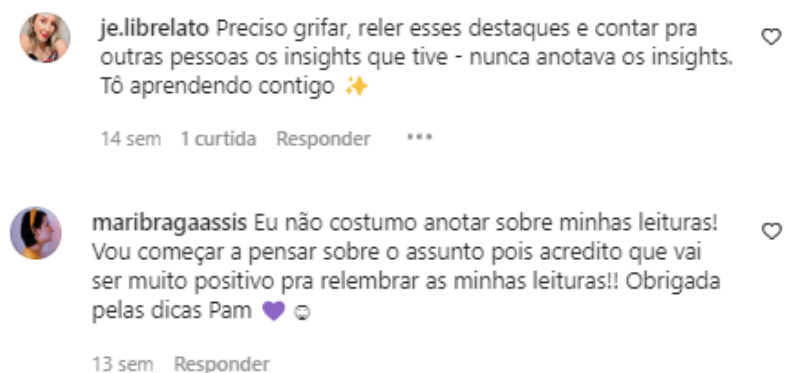 je.librelato Preciso grifar, reler esses destaques e contar pra
outras pessoas os insights que tive - nunca anotava os insights.
Tô aprendendo contigo ✨
14 sem 1 curtida Responder •••
maribragaassis Eu não costumo anotar sobre minhas leituras!
Vou começar a pensar sobre o assunto pois acredito que vai
ser muito positivo pra relembrar as minhas leituras!! Obrigada
pelas dicas Pam 💜 ☺
13 sem Responder